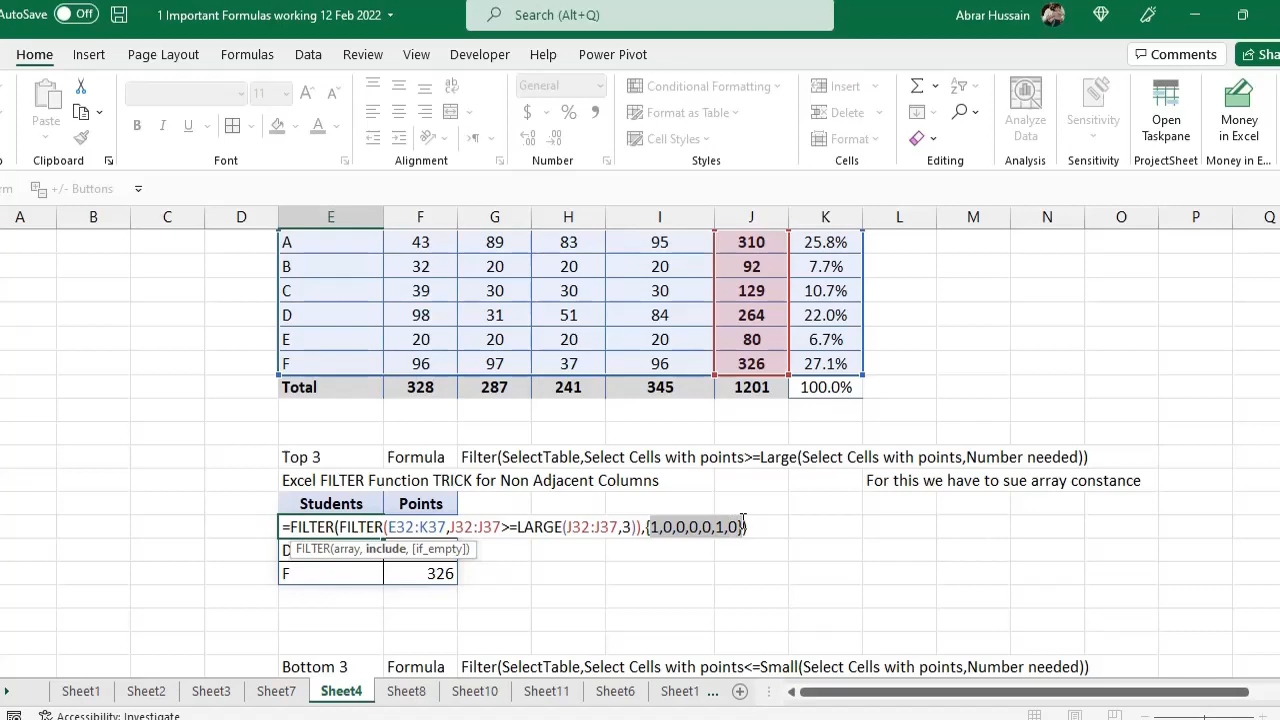 AutoSave Off 1 Important Formulas working 12 Feb 2022 Search (Alt+Q) Abrar Hussain
Home Insert Page Layout Formulas Data Review View Developer Help Power Pivot Comments Sha
Paste 11 General Conditional Formatting Format as Table Cell Styles Insert Delete Format Analyze Data Sensitivity Open Taskpane Money in Excel
Clipboard Font Alignment Number Styles Cells Editing Analysis Sensitivity ProjectSheet Money in E...
rm +/- Buttons
A B C D E F G H I J K L M N O P Q
A 43 89 83 95 310 25.8%
B 32 20 20 20 92 7.7%
C 39 30 30 30 129 10.7%
D 98 31 51 84 264 22.0%
E 20 20 20 20 80 6.7%
F 96 97 37 96 326 27.1%
Total 328 287 241 345 1201 100.0%
Top 3 Formula Filter(SelectTable,Select Cells with points>=Large(Select Cells with points,Number needed))
Excel FILTER Function TRICK for Non Adjacent Columns For this we have to sue array constance
Students Points
=FILTER(FILTER(E32:K37,J32:J37>=LARGE(J32:J37,3)),{1,0,0,0,0,1,0})
FILTER(array, include, [if_empty])
D
F 326
Bottom 3 Formula Filter(SelectTable,Select Cells with points<=Small(Select Cells with points,Number needed))
Sheet1 Sheet2 Sheet3 Sheet7 Sheet4 Sheet8 Sheet10 Sheet11 Sheet6 Sheet1 ...
Accessibility: Investigate